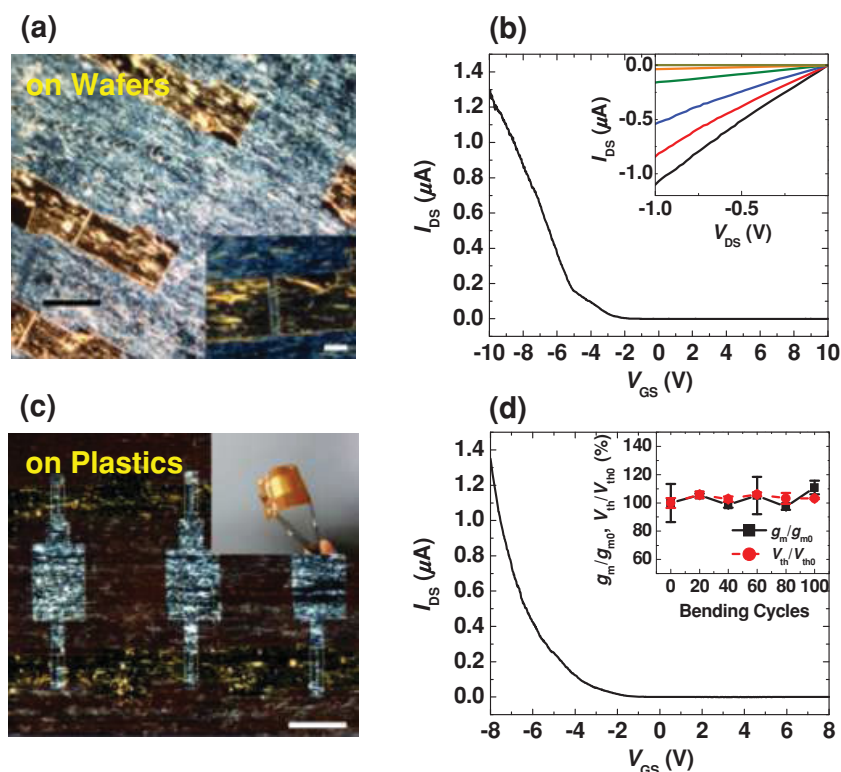 (a)
on Wafers
(b)
1.4
1.2
1.0
0.8
0.6
0.4
0.2
0.0
I_DS (μA)
-10 -8 -6 -4 -2 0 2 4 6 8 10
V_GS (V)
0.0
-0.5
-1.0
I_DS (μA)
-1.0 -0.5
V_DS (V)
(c)
on Plastics
(d)
1.4
1.2
1.0
0.8
0.6
0.4
0.2
0.0
I_DS (μA)
-8 -6 -4 -2 0 2 4 6 8
V_GS (V)
g_m/g_m0, V_th/V_th0 (%)
140
120
100
80
60
g_m/g_m0
V_th/V_th0
0 20 40 60 80 100
Bending Cycles